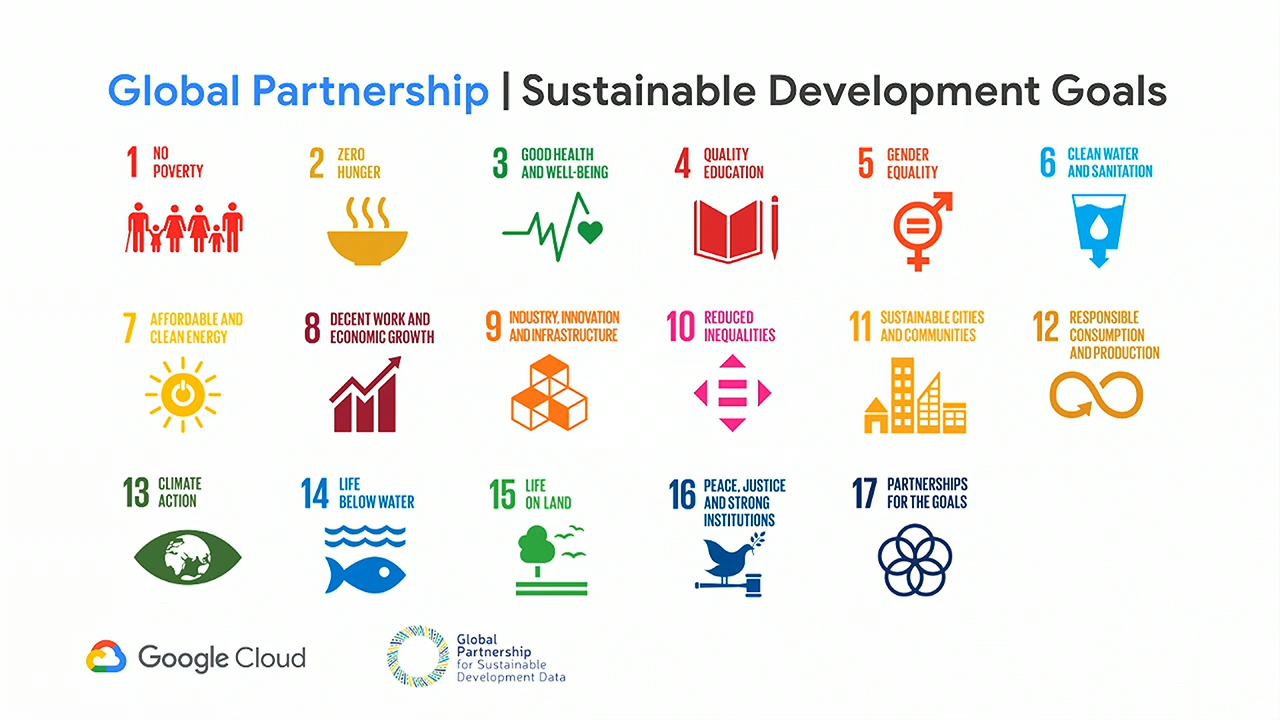 Global Partnership | Sustainable Development Goals
1 NO
POVERTY
2 ZERO
HUNGER
3 GOOD HEALTH
AND WELL-BEING
4 QUALITY
EDUCATION
5 GENDER
EQUALITY
6 CLEAN WATER
AND SANITATION
7 AFFORDABLE AND
CLEAN ENERGY
8 DECENT WORK AND
ECONOMIC GROWTH
9 INDUSTRY, INNOVATION
AND INFRASTRUCTURE
10 REDUCED
INEQUALITIES
11 SUSTAINABLE CITIES
AND COMMUNITIES
12 RESPONSIBLE
CONSUMPTION
AND PRODUCTION
13 CLIMATE
ACTION
14 LIFE
BELOW WATER
15 LIFE
ON LAND
16 PEACE, JUSTICE
AND STRONG
INSTITUTIONS
17 PARTNERSHIPS
FOR THE GOALS
Google Cloud
Global
Partnership
for Sustainable
Development Data